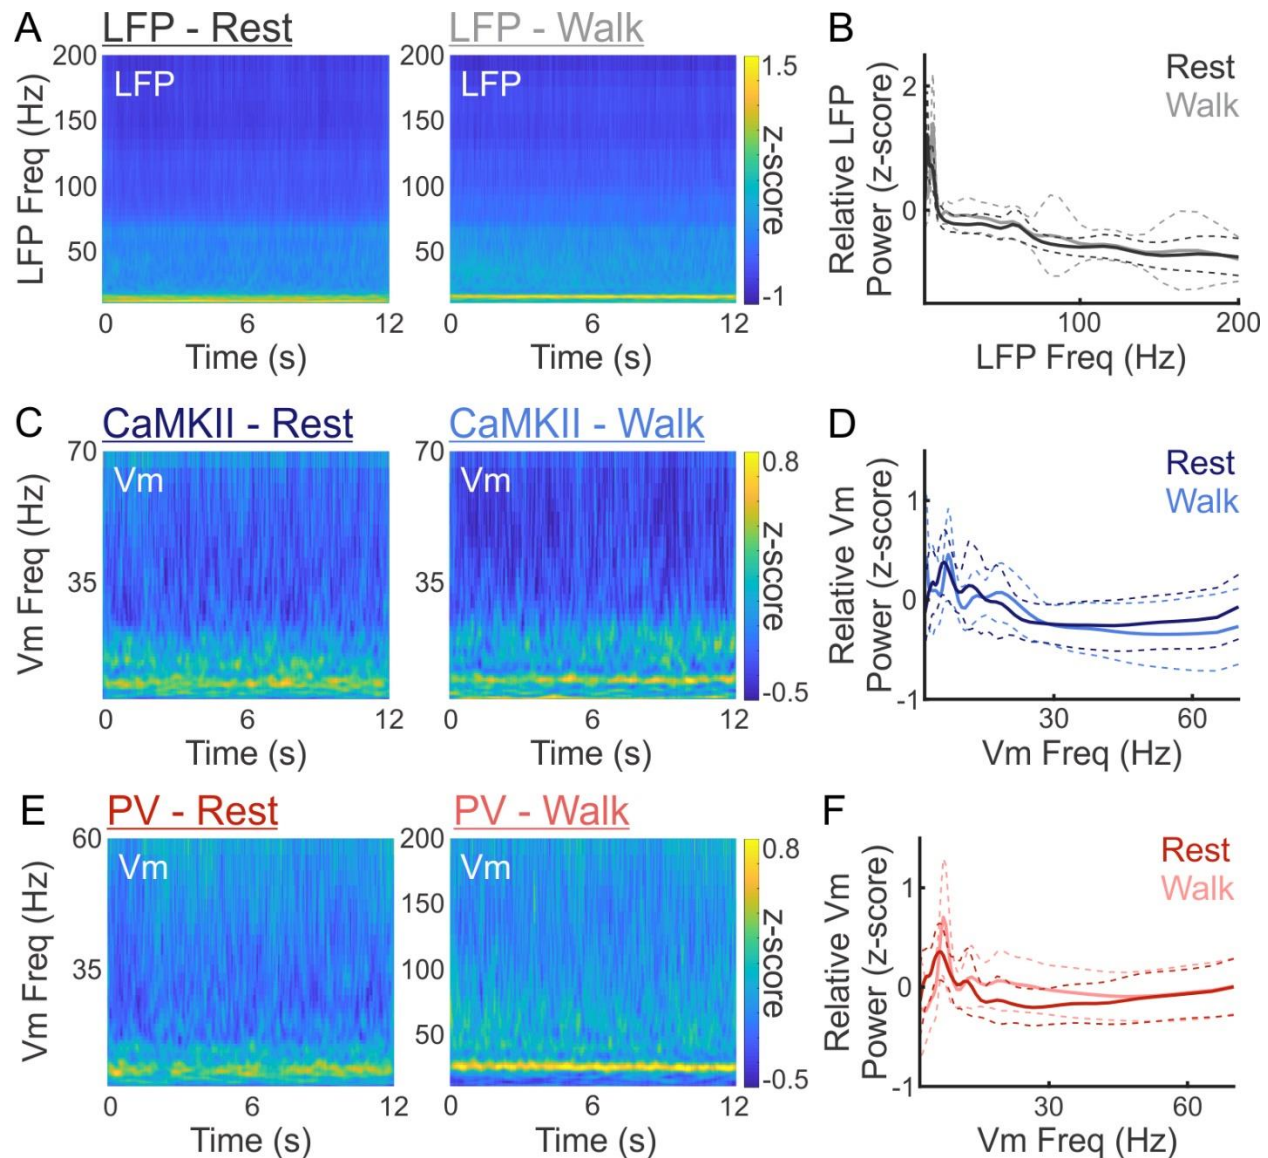 A
LFP - Rest
LFP - Walk
B
LFP Freq (Hz)
200
150
100
50
LFP
0
6
12
Time (s)
200
150
100
50
LFP
0
6
12
Time (s)
1.5
z-score
-1
Relative LFP
Power (z-score)
2
0
Rest
Walk
100
200
LFP Freq (Hz)
C
CaMKII - Rest
CaMKII - Walk
D
Vm Freq (Hz)
70
35
Vm
0
6
12
Time (s)
70
35
Vm
0
6
12
Time (s)
0.8
z-score
-0.5
Relative Vm
Power (z-score)
1
0
-1
Rest
Walk
30
60
Vm Freq (Hz)
E
PV - Rest
PV - Walk
F
Vm Freq (Hz)
60
35
Vm
0
6
12
Time (s)
200
150
100
50
Vm
0
6
12
Time (s)
0.8
z-score
-0.5
Relative Vm
Power (z-score)
1
0
-1
Rest
Walk
30
60
Vm Freq (Hz)